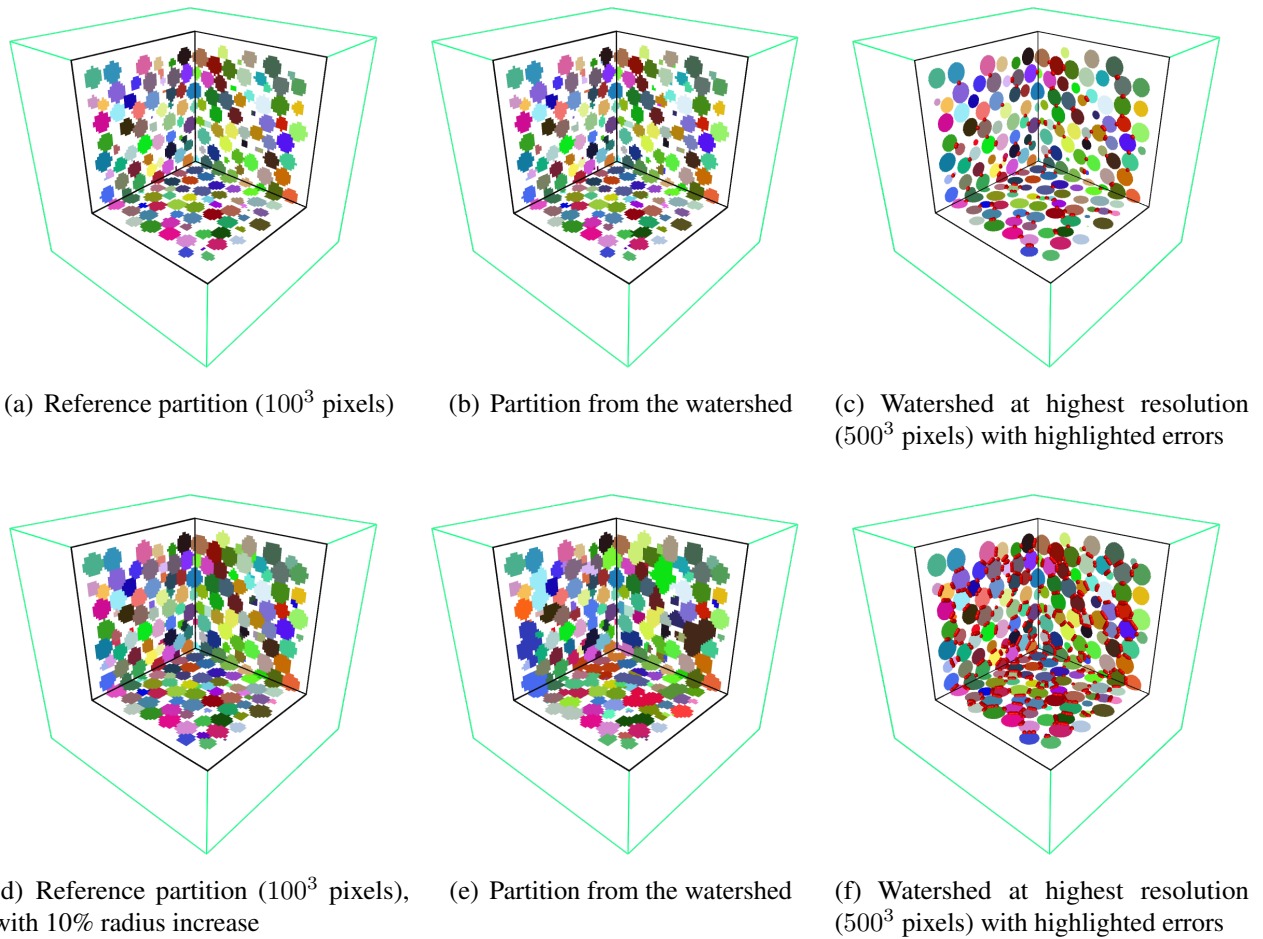 (a) Reference partition (100³ pixels)
(b) Partition from the watershed
(c) Watershed at highest resolution
(500³ pixels) with highlighted errors
d) Reference partition (100³ pixels),
with 10% radius increase
(e) Partition from the watershed
(f) Watershed at highest resolution
(500³ pixels) with highlighted errors